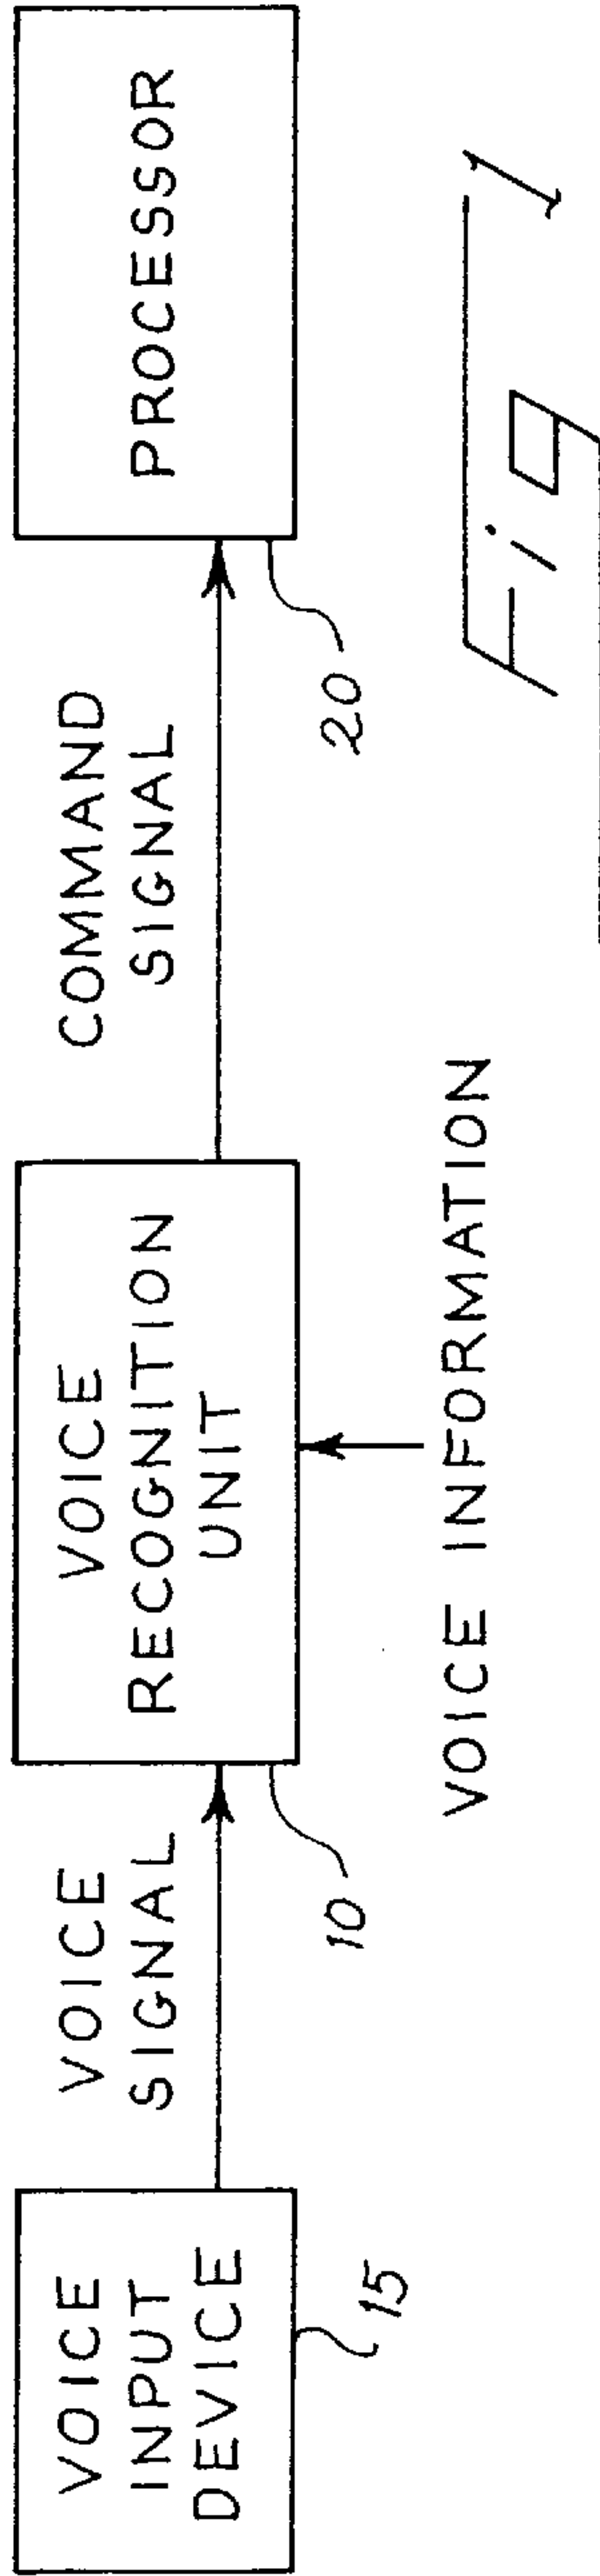 VOICE
INPUT
DEVICE
15
VOICE
SIGNAL
VOICE
RECOGNITION
UNIT
10
VOICE INFORMATION
COMMAND
SIGNAL
PROCESSOR
20
Fig 1